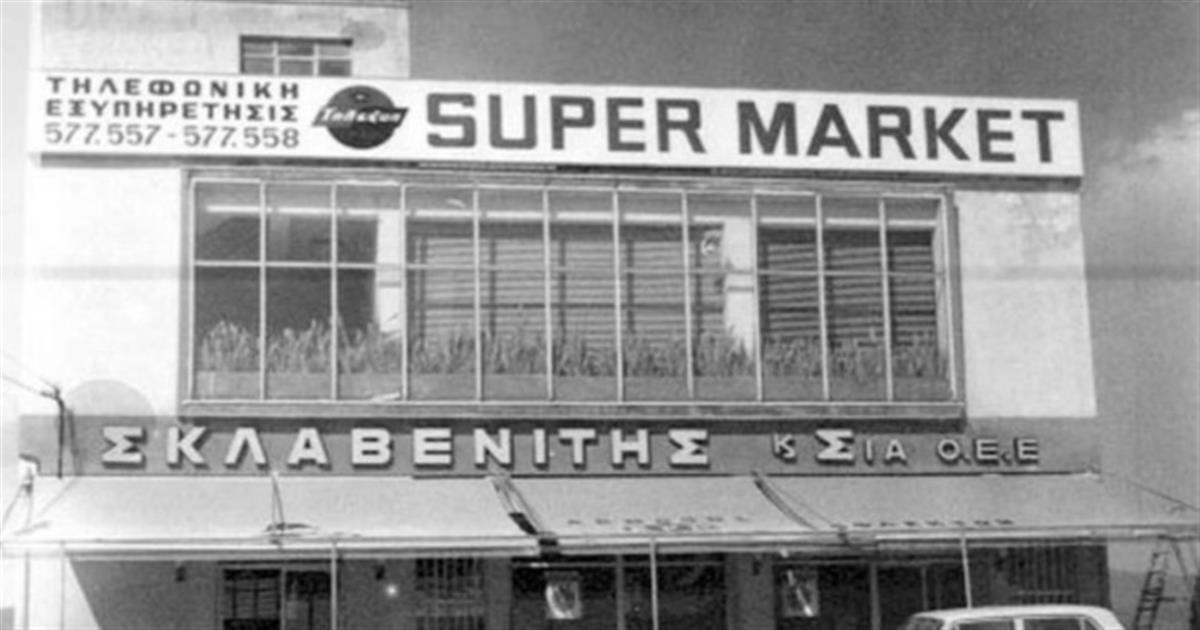 ΤΗΛΕΦΩΝΙΚΗ
ΕΞΥΠΗΡΕΤΗΣΙΣ
577.557-577.558
SUPER MARKET
ΣΚΛΑΒΕΝΙΤΗΣ Κ ΣΙΑ Ο.Ε.Ε